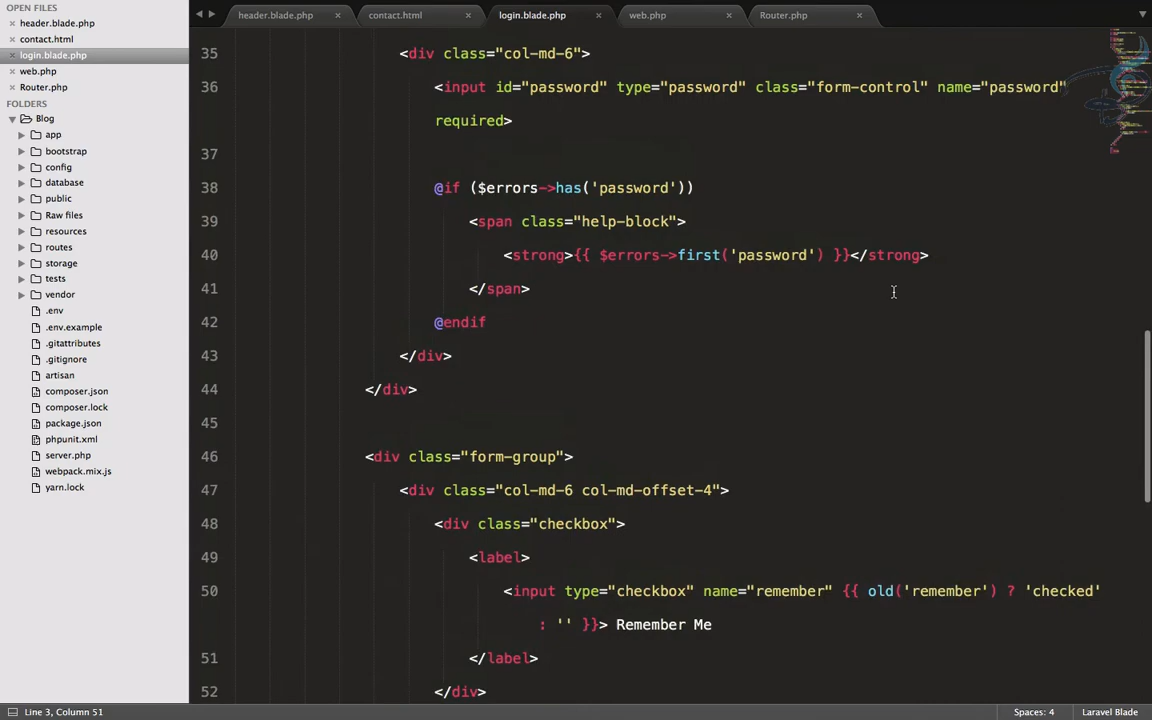 OPEN FILES
× header.blade.php
× contact.html
× login.blade.php
× web.php
× Router.php
FOLDERS
Blog
app
bootstrap
config
database
public
Raw files
resources
routes
storage
tests
vendor
.env
.env.example
.gitattributes
.gitignore
artisan
composer.json
composer.lock
package.json
phpunit.xml
server.php
webpack.mix.js
yarn.lock
header.blade.php × contact.html × login.blade.php × web.php × Router.php ×
35 <div class="col-md-6">
36 <input id="password" type="password" class="form-control" name="password"
required>
37
38 @if ($errors->has('password'))
39 <span class="help-block">
40 <strong>{{ $errors->first('password') }}</strong>
41 </span>
42 @endif
43 </div>
44 </div>
45
46 <div class="form-group">
47 <div class="col-md-6 col-md-offset-4">
48 <div class="checkbox">
49 <label>
50 <input type="checkbox" name="remember" {{ old('remember') ? 'checked'
: '' }}> Remember Me
51 </label>
52 </div>
Line 3, Column 51
Spaces: 4
Laravel Blade